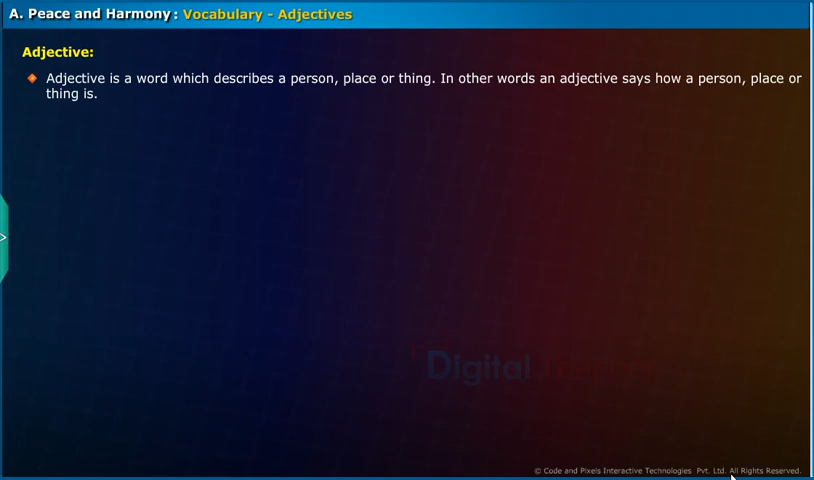 A. Peace and Harmony : Vocabulary - Adjectives
Adjective:
Adjective is a word which describes a person, place or thing. In other words an adjective says how a person, place or
thing is.
Digital
© Code and Pixels Interactive Technologies Pvt. Ltd. All Rights Reserved.